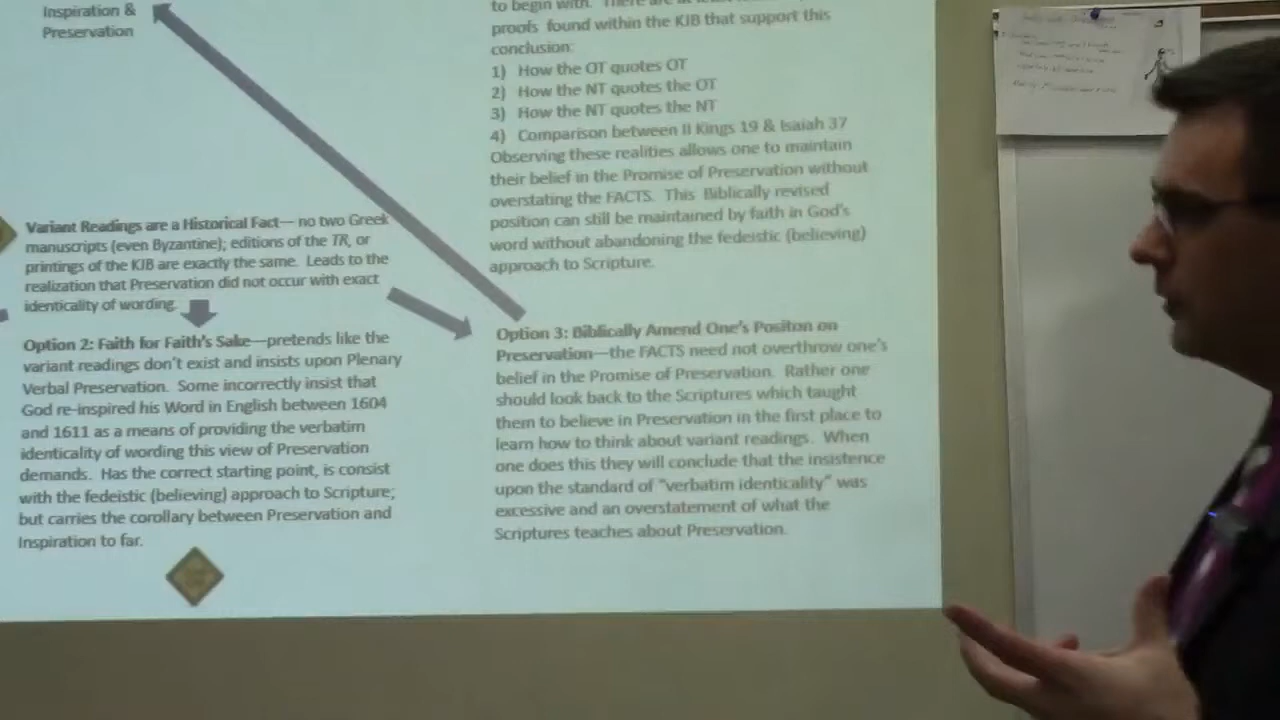 Inspiration &
Preservation
to begin with. There are at least
proofs found within the KJB that support this
conclusion:
1) How the OT quotes OT
2) How the NT quotes the OT
3) How the NT quotes the NT
4) Comparison between II Kings 19 & Isaiah 37
Observing these realities allows one to maintain
their belief in the Promise of Preservation without
overstating the FACTS. This Biblically revised
position can still be maintained by faith in God's
word without abandoning the fedeistic (believing)
approach to Scripture.
Variant Readings are a Historical Fact— no two Greek
manuscripts (even Byzantine); editions of the TR, or
printings of the KJB are exactly the same. Leads to the
realization that Preservation did not occur with exact
identicality of wording.
Option 2: Faith for Faith's Sake—pretends like the
variant readings don't exist and insists upon Plenary
Verbal Preservation. Some incorrectly insist that
God re-inspired his Word in English between 1604
and 1611 as a means of providing the verbatim
identicality of wording this view of Preservation
demands. Has the correct starting point, is consist
with the fedeistic (believing) approach to Scripture;
but carries the corollary between Preservation and
Inspiration to far.
Option 3: Biblically Amend One's Positon on
Preservation—the FACTS need not overthrow one's
belief in the Promise of Preservation. Rather one
should look back to the Scriptures which taught
them to believe in Preservation in the first place to
learn how to think about variant readings. When
one does this they will conclude that the insistence
upon the standard of "verbatim identicality" was
excessive and an overstatement of what the
Scriptures teaches about Preservation.